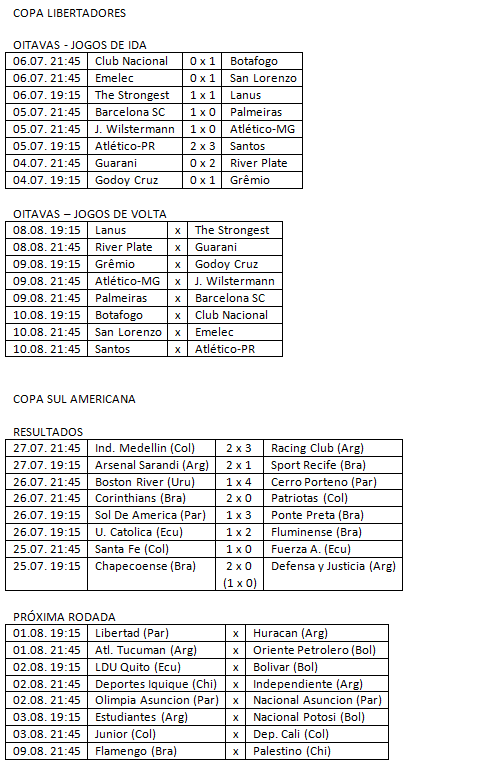 COPA LIBERTADORES
OITAVAS - JOGOS DE IDA
06.07. 21:45 Club Nacional 0 x 1 Botafogo
06.07. 21:45 Emelec 0 x 1 San Lorenzo
06.07. 19:15 The Strongest 1 x 1 Lanus
05.07. 21:45 Barcelona SC 1 x 0 Palmeiras
05.07. 21:45 J. Wilstermann 1 x 0 Atlético-MG
05.07. 19:15 Atlético-PR 2 x 3 Santos
04.07. 21:45 Guarani 0 x 2 River Plate
04.07. 19:15 Godoy Cruz 0 x 1 Grêmio
OITAVAS – JOGOS DE VOLTA
08.08. 19:15 Lanus x The Strongest
08.08. 21:45 River Plate x Guarani
09.08. 19:15 Grêmio x Godoy Cruz
09.08. 21:45 Atlético-MG x J. Wilstermann
09.08. 21:45 Palmeiras x Barcelona SC
10.08. 19:15 Botafogo x Club Nacional
10.08. 21:45 San Lorenzo x Emelec
10.08. 21:45 Santos x Atlético-PR
COPA SUL AMERICANA
RESULTADOS
27.07. 21:45 Ind. Medellin (Col) 2 x 3 Racing Club (Arg)
27.07. 19:15 Arsenal Sarandi (Arg) 2 x 1 Sport Recife (Bra)
26.07. 21:45 Boston River (Uru) 1 x 4 Cerro Porteno (Par)
26.07. 21:45 Corinthians (Bra) 2 x 0 Patriotas (Col)
26.07. 19:15 Sol De America (Par) 1 x 3 Ponte Preta (Bra)
26.07. 19:15 U. Catolica (Ecu) 1 x 2 Fluminense (Bra)
25.07. 21:45 Santa Fe (Col) 1 x 0 Fuerza A. (Ecu)
25.07. 19:15 Chapecoense (Bra) 2 x 0 Defensa y Justicia (Arg)
(1 x 0)
PRÓXIMA RODADA
01.08. 19:15 Libertad (Par) x Huracan (Arg)
01.08. 21:45 Atl. Tucuman (Arg) x Oriente Petrolero (Bol)
02.08. 19:15 LDU Quito (Ecu) x Bolivar (Bol)
02.08. 21:45 Deportes Iquique (Chi) x Independiente (Arg)
02.08. 21:45 Olimpia Asuncion (Par) x Nacional Asuncion (Par)
03.08. 19:15 Estudiantes (Arg) x Nacional Potosi (Bol)
03.08. 21:45 Junior (Col) x Dep. Cali (Col)
09.08. 21:45 Flamengo (Bra) x Palestino (Chi)